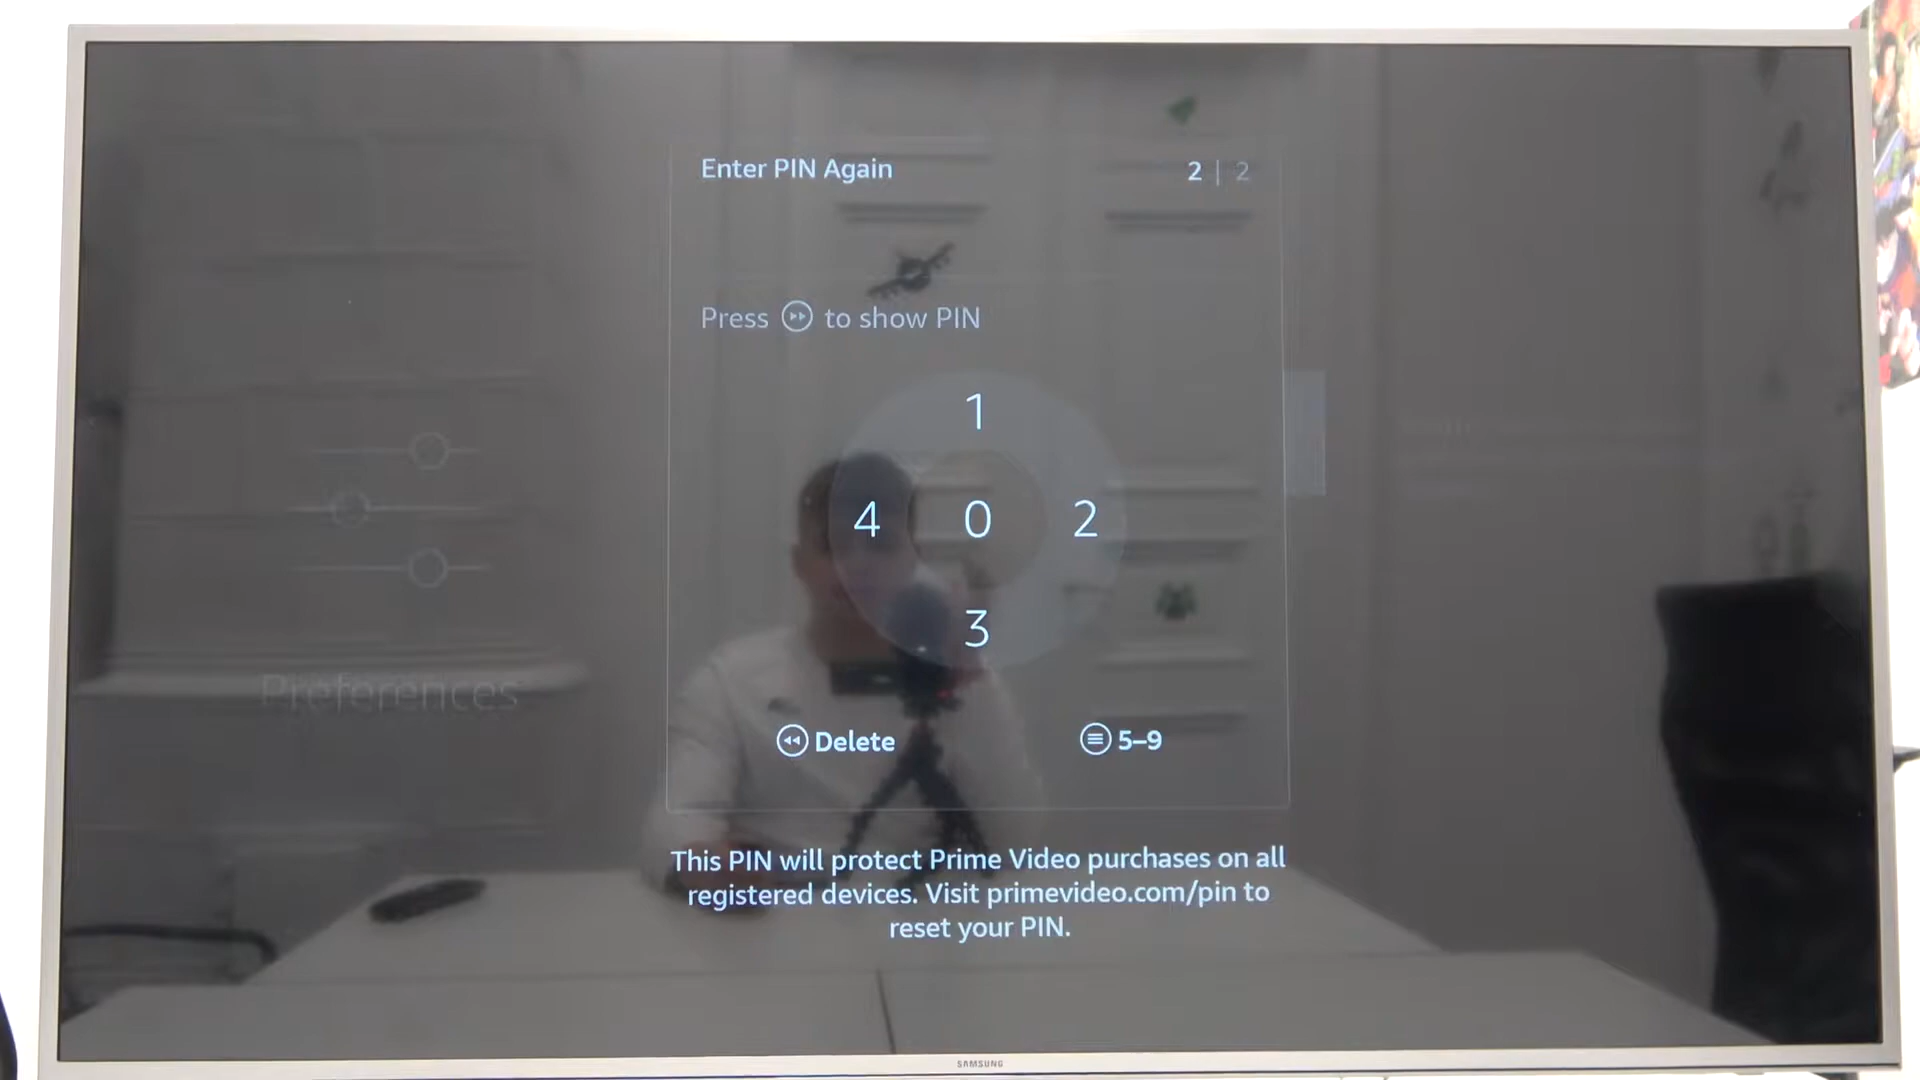 Enter PIN Again
2 | 2
Press to show PIN
1
4 0 2
3
Delete
5–9
Preferences
This PIN will protect Prime Video purchases on all
registered devices. Visit primevideo.com/pin to
reset your PIN.
SAMSUNG